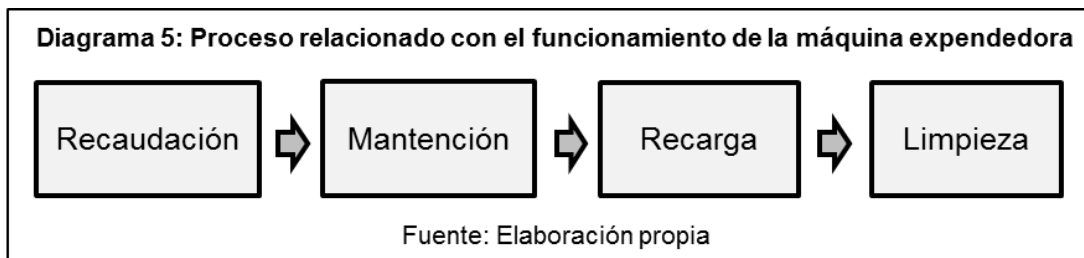 Diagrama 5: Proceso relacionado con el funcionamiento de la máquina expendedora
Recaudación
Mantención
Recarga
Limpieza
Fuente: Elaboración propia